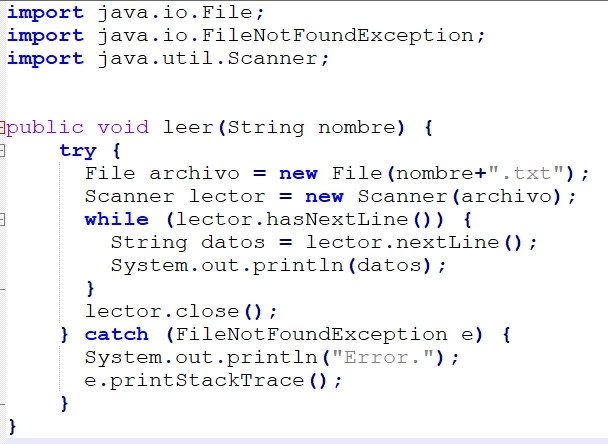 import java.io.File;
import java.io.FileNotFoundException;
import java.util.Scanner;
public void leer(String nombre) {
try {
File archivo = new File(nombre+".txt");
Scanner lector = new Scanner(archivo);
while (lector.hasNextLine()) {
String datos = lector.nextLine();
System.out.println(datos);
}
lector.close();
} catch (FileNotFoundException e) {
System.out.println("Error.");
e.printStackTrace();
}
}